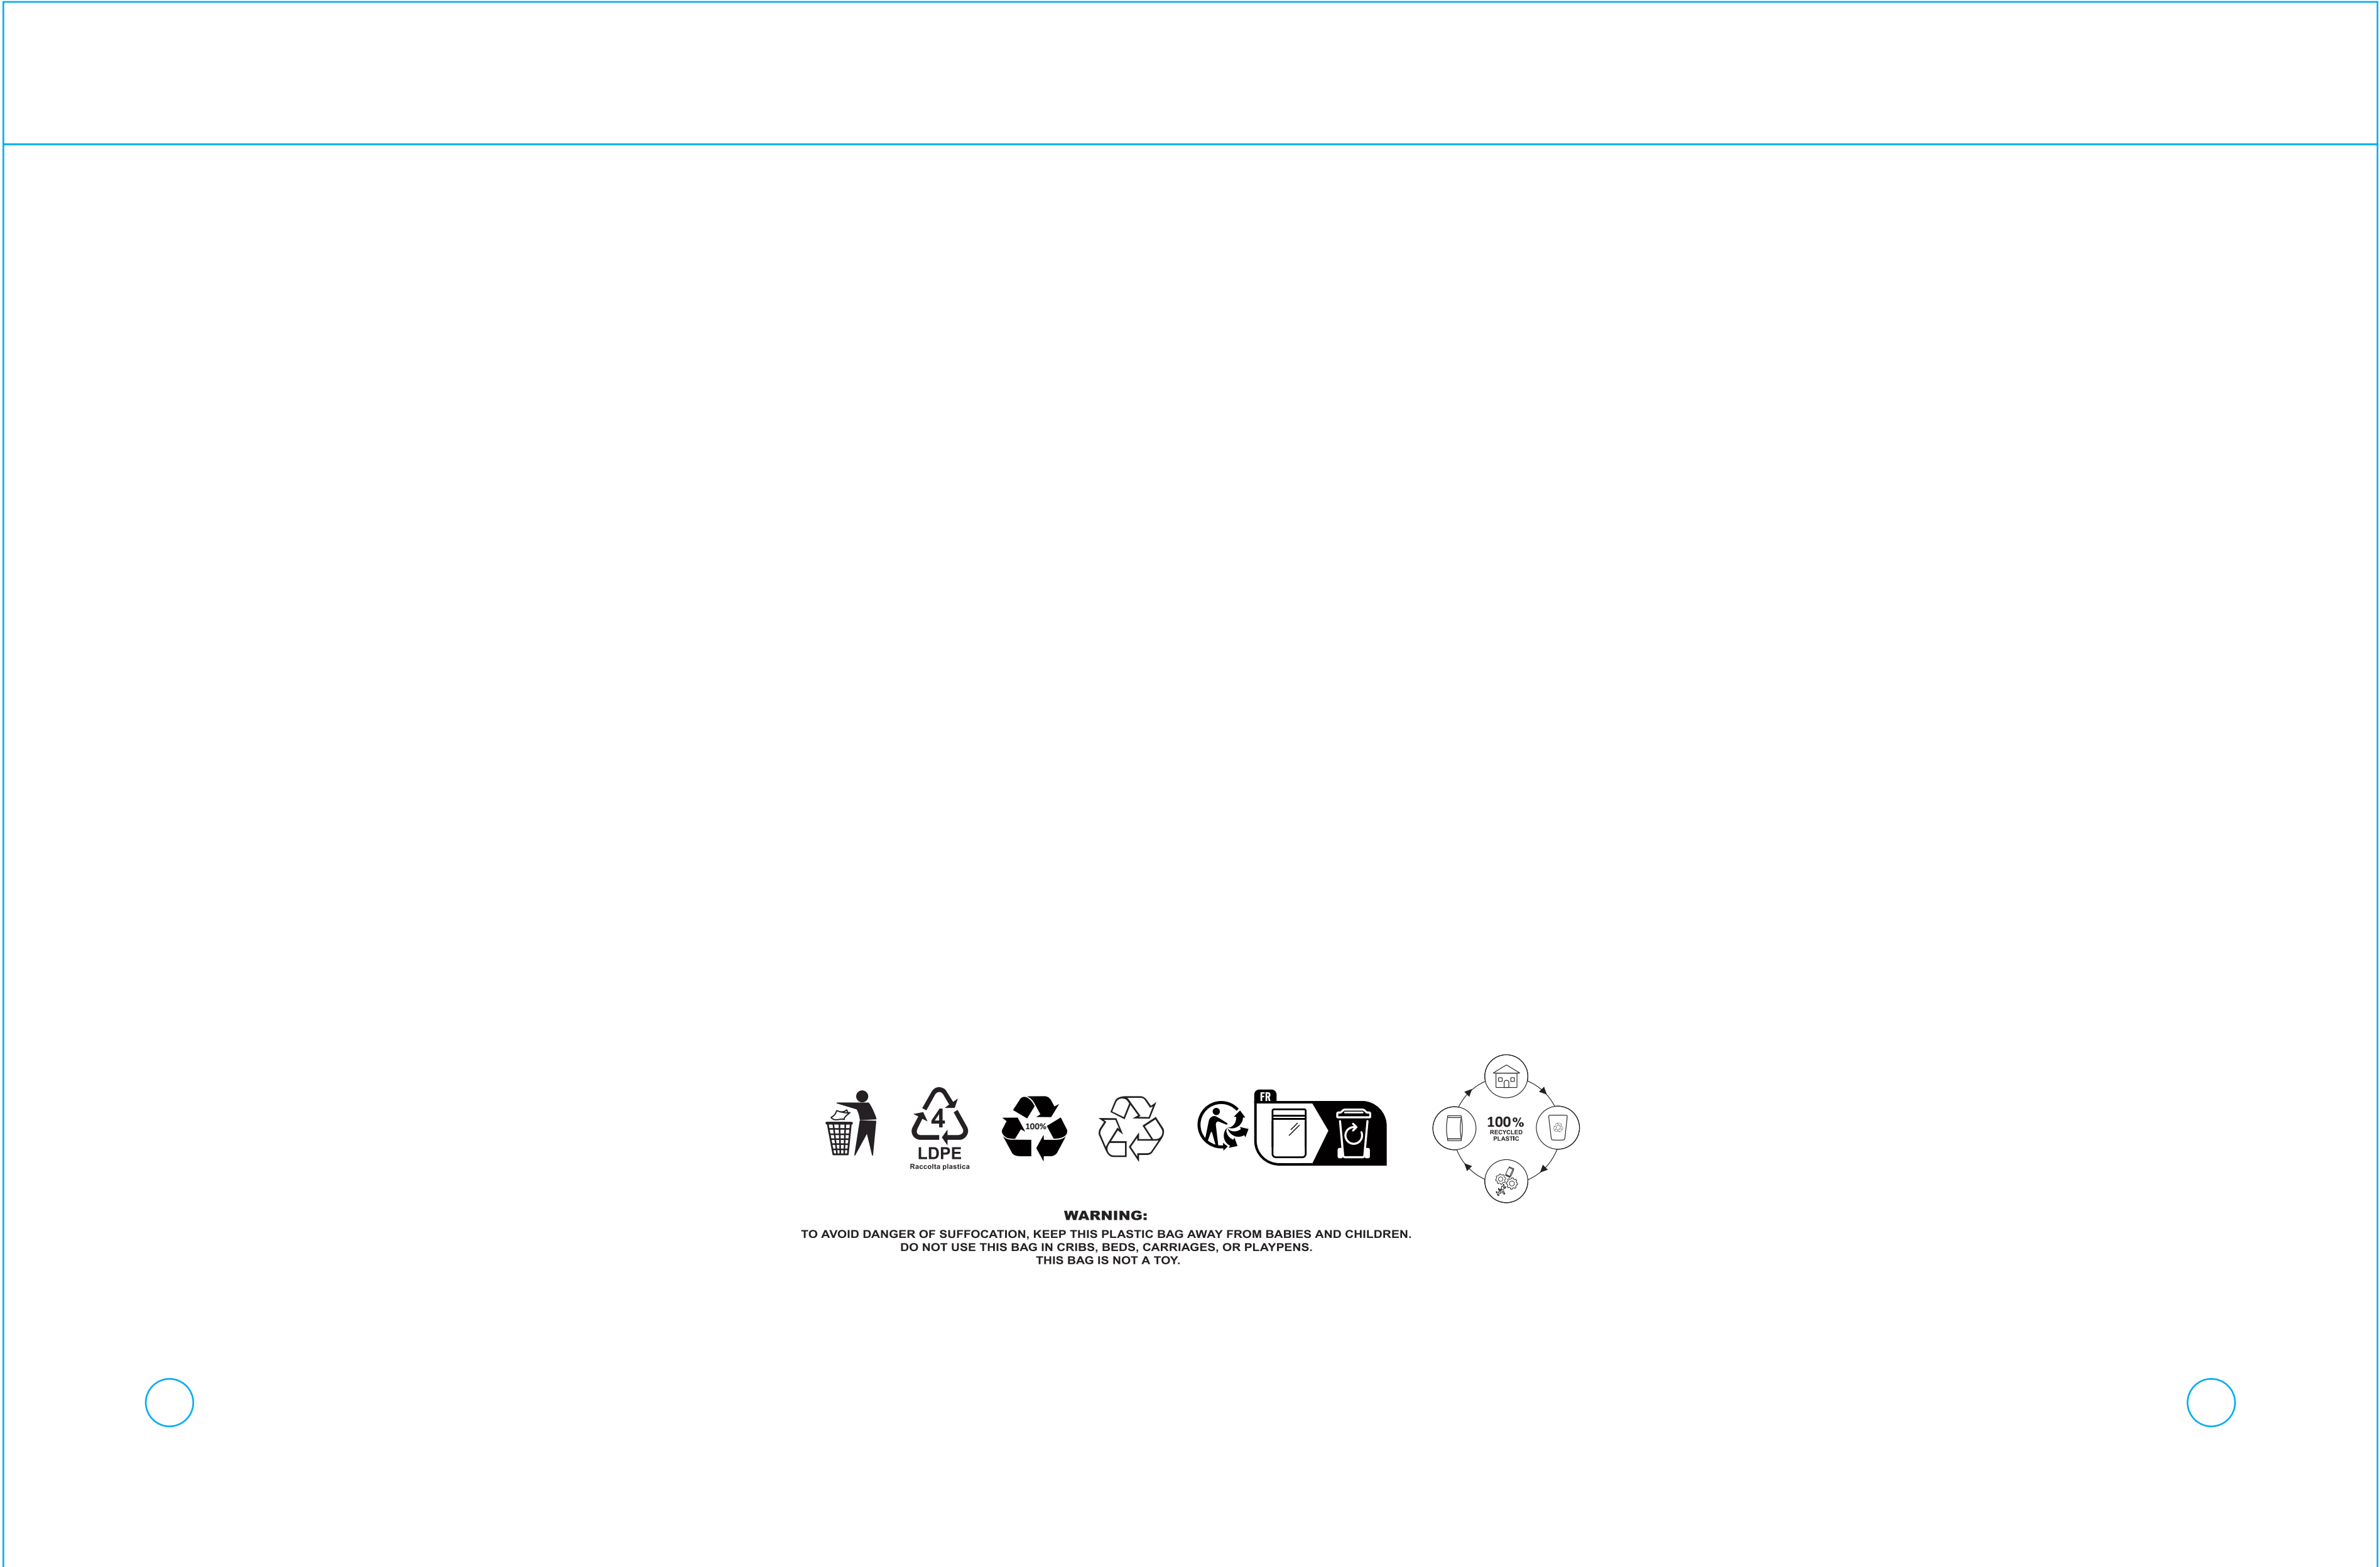 4
LDPE
Raccolta plastica
100%
FR
100%
RECYCLED
PLASTIC
WARNING:
TO AVOID DANGER OF SUFFOCATION, KEEP THIS PLASTIC BAG AWAY FROM BABIES AND CHILDREN.
DO NOT USE THIS BAG IN CRIBS, BEDS, CARRIAGES, OR PLAYPENS.
THIS BAG IS NOT A TOY.